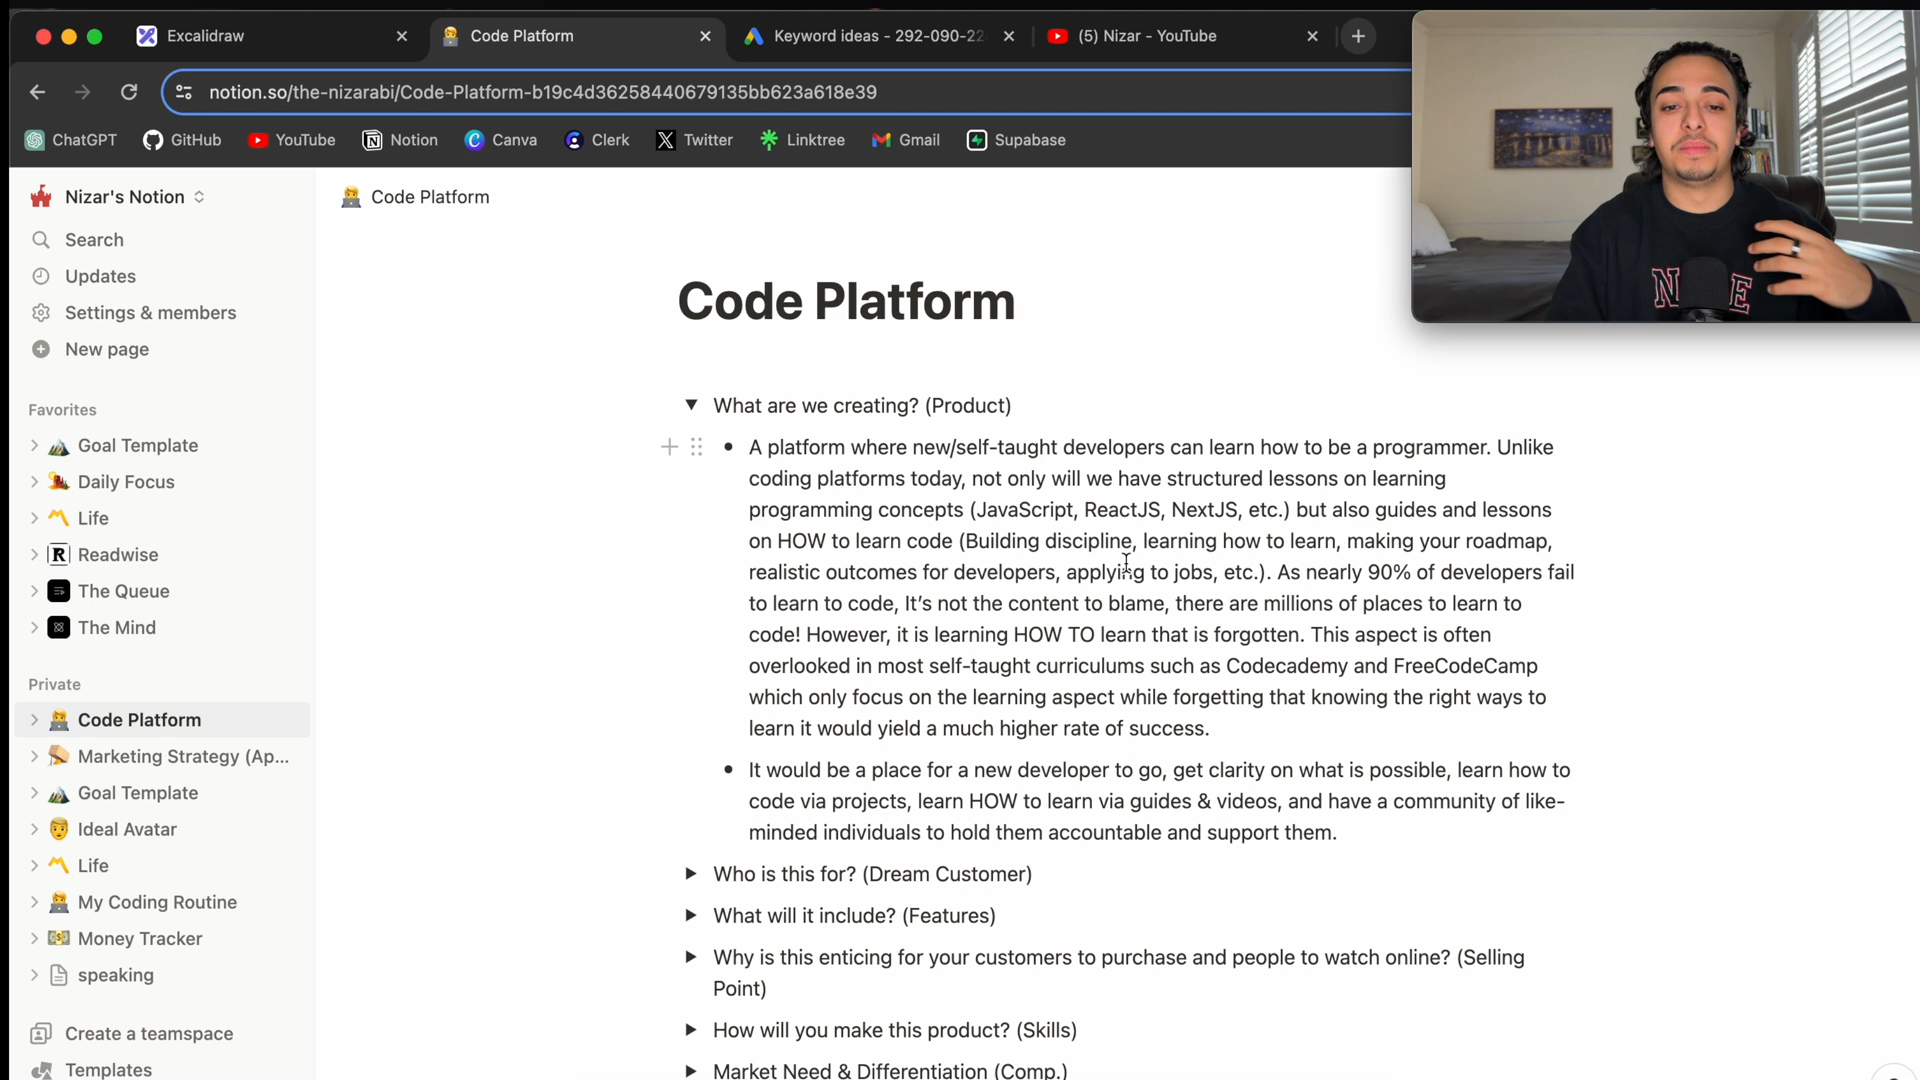 Excalidraw
Code Platform
Keyword ideas - 292-090-22
(5) Nizar - YouTube
notion.so/the-nizarabi/Code-Platform-b19c4d36258440679135bb623a618e39
ChatGPT
GitHub
YouTube
Notion
Canva
Clerk
Twitter
Linktree
Gmail
Supabase
Nizar's Notion
Search
Updates
Settings & members
New page
Favorites
Goal Template
Daily Focus
Life
Readwise
The Queue
The Mind
Private
Code Platform
Marketing Strategy (Ap...
Goal Template
Ideal Avatar
Life
My Coding Routine
Money Tracker
speaking
Create a teamspace
Templates
Code Platform
Code Platform
What are we creating? (Product)
A platform where new/self-taught developers can learn how to be a programmer. Unlike
coding platforms today, not only will we have structured lessons on learning
programming concepts (JavaScript, ReactJS, NextJS, etc.) but also guides and lessons
on HOW to learn code (Building discipline, learning how to learn, making your roadmap,
realistic outcomes for developers, applying to jobs, etc.). As nearly 90% of developers fail
to learn to code, It's not the content to blame, there are millions of places to learn to
code! However, it is learning HOW TO learn that is forgotten. This aspect is often
overlooked in most self-taught curriculums such as Codecademy and FreeCodeCamp
which only focus on the learning aspect while forgetting that knowing the right ways to
learn it would yield a much higher rate of success.
It would be a place for a new developer to go, get clarity on what is possible, learn how to
code via projects, learn HOW to learn via guides & videos, and have a community of like-
minded individuals to hold them accountable and support them.
Who is this for? (Dream Customer)
What will it include? (Features)
Why is this enticing for your customers to purchase and people to watch online? (Selling
Point)
How will you make this product? (Skills)
Market Need & Differentiation (Comp.)